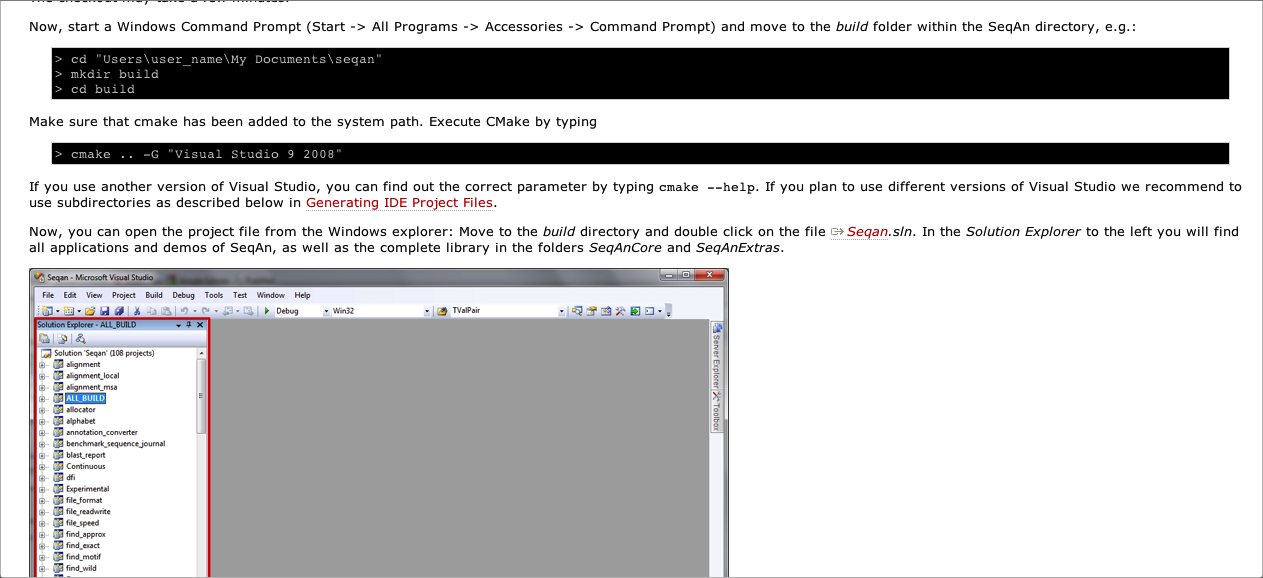 The checkout may take a few minutes.
Now, start a Windows Command Prompt (Start -> All Programs -> Accessories -> Command Prompt) and move to the build folder within the SeqAn directory, e.g.:
> cd "Users\user_name\My Documents\seqan"
> mkdir build
> cd build
Make sure that cmake has been added to the system path. Execute CMake by typing
> cmake .. -G "Visual Studio 9 2008"
If you use another version of Visual Studio, you can find out the correct parameter by typing cmake --help. If you plan to use different versions of Visual Studio we recommend to
use subdirectories as described below in Generating IDE Project Files.
Now, you can open the project file from the Windows explorer: Move to the build directory and double click on the file Seqan.sln. In the Solution Explorer to the left you will find
all applications and demos of SeqAn, as well as the complete library in the folders SeqAnCore and SeqAnExtras.
Seqan - Microsoft Visual Studio
File Edit View Project Build Debug Tools Test Window Help
Debug Win32 TValPair
Solution Explorer - ALL_BUILD
Solution 'Seqan' (108 projects)
alignment
alignment_local
alignment_msa
ALL_BUILD
allocator
alphabet
annotation_converter
benchmark_sequence_journal
blast_report
Continuous
dfi
Experimental
file_format
file_readwrite
file_speed
find_approx
find_exact
find_motif
find_wild
Server Explorer
Toolbox